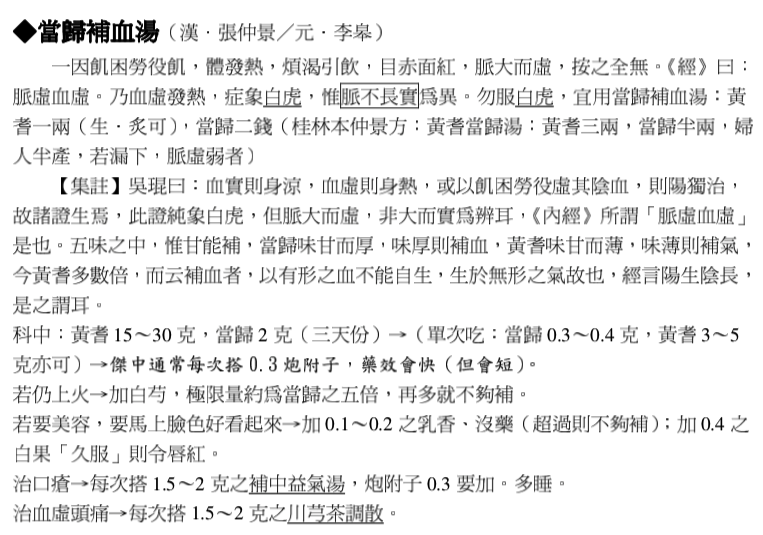 ◆當歸補血湯（漢．張仲景／元．李皋）
一因飢困勞役飢，體發熱，煩渴引飲，目赤面紅，脈大而虛，按之全無。《經》曰：
脈虛血虛。乃血虛發熱，症象白虎，惟脈不長實爲異。勿服白虎，宜用當歸補血湯：黃
耆一兩（生．炙可），當歸二錢（桂林本仲景方：黃耆當歸湯：黃耆三兩，當歸半兩，婦
人半產，若漏下，脈虛弱者）
【集註】吳琨曰：血實則身涼，血虛則身熱，或以飢困勞役虛其陰血，則陽獨治，
故諸證生焉，此證純象白虎，但脈大而虛，非大而實爲辨耳，《內經》所謂「脈虛血虛」
是也。五味之中，惟甘能補，當歸味甘而厚，味厚則補血，黃耆味甘而薄，味薄則補氣，
今黃耆多數倍，而云補血者，以有形之血不能自生，生於無形之氣故也，經言陽生陰長，
是之謂耳。
科中：黃耆 15～30 克，當歸 2 克（三天份）→（單次吃：當歸 0.3～0.4 克，黃耆 3～5
克亦可）→傑中通常每次搭 0.3 炮附子，藥效會快（但會短）。
若仍上火→加白芍，極限量約爲當歸之五倍，再多就不夠補。
若要美容，要馬上臉色好看起來→加 0.1～0.2 之乳香、沒藥（超過則不夠補）；加 0.4 之
白果「久服」則令唇紅。
治口瘡→每次搭 1.5～2 克之補中益氣湯，炮附子 0.3 要加。多睡。
治血虛頭痛→每次搭 1.5～2 克之川芎茶調散。